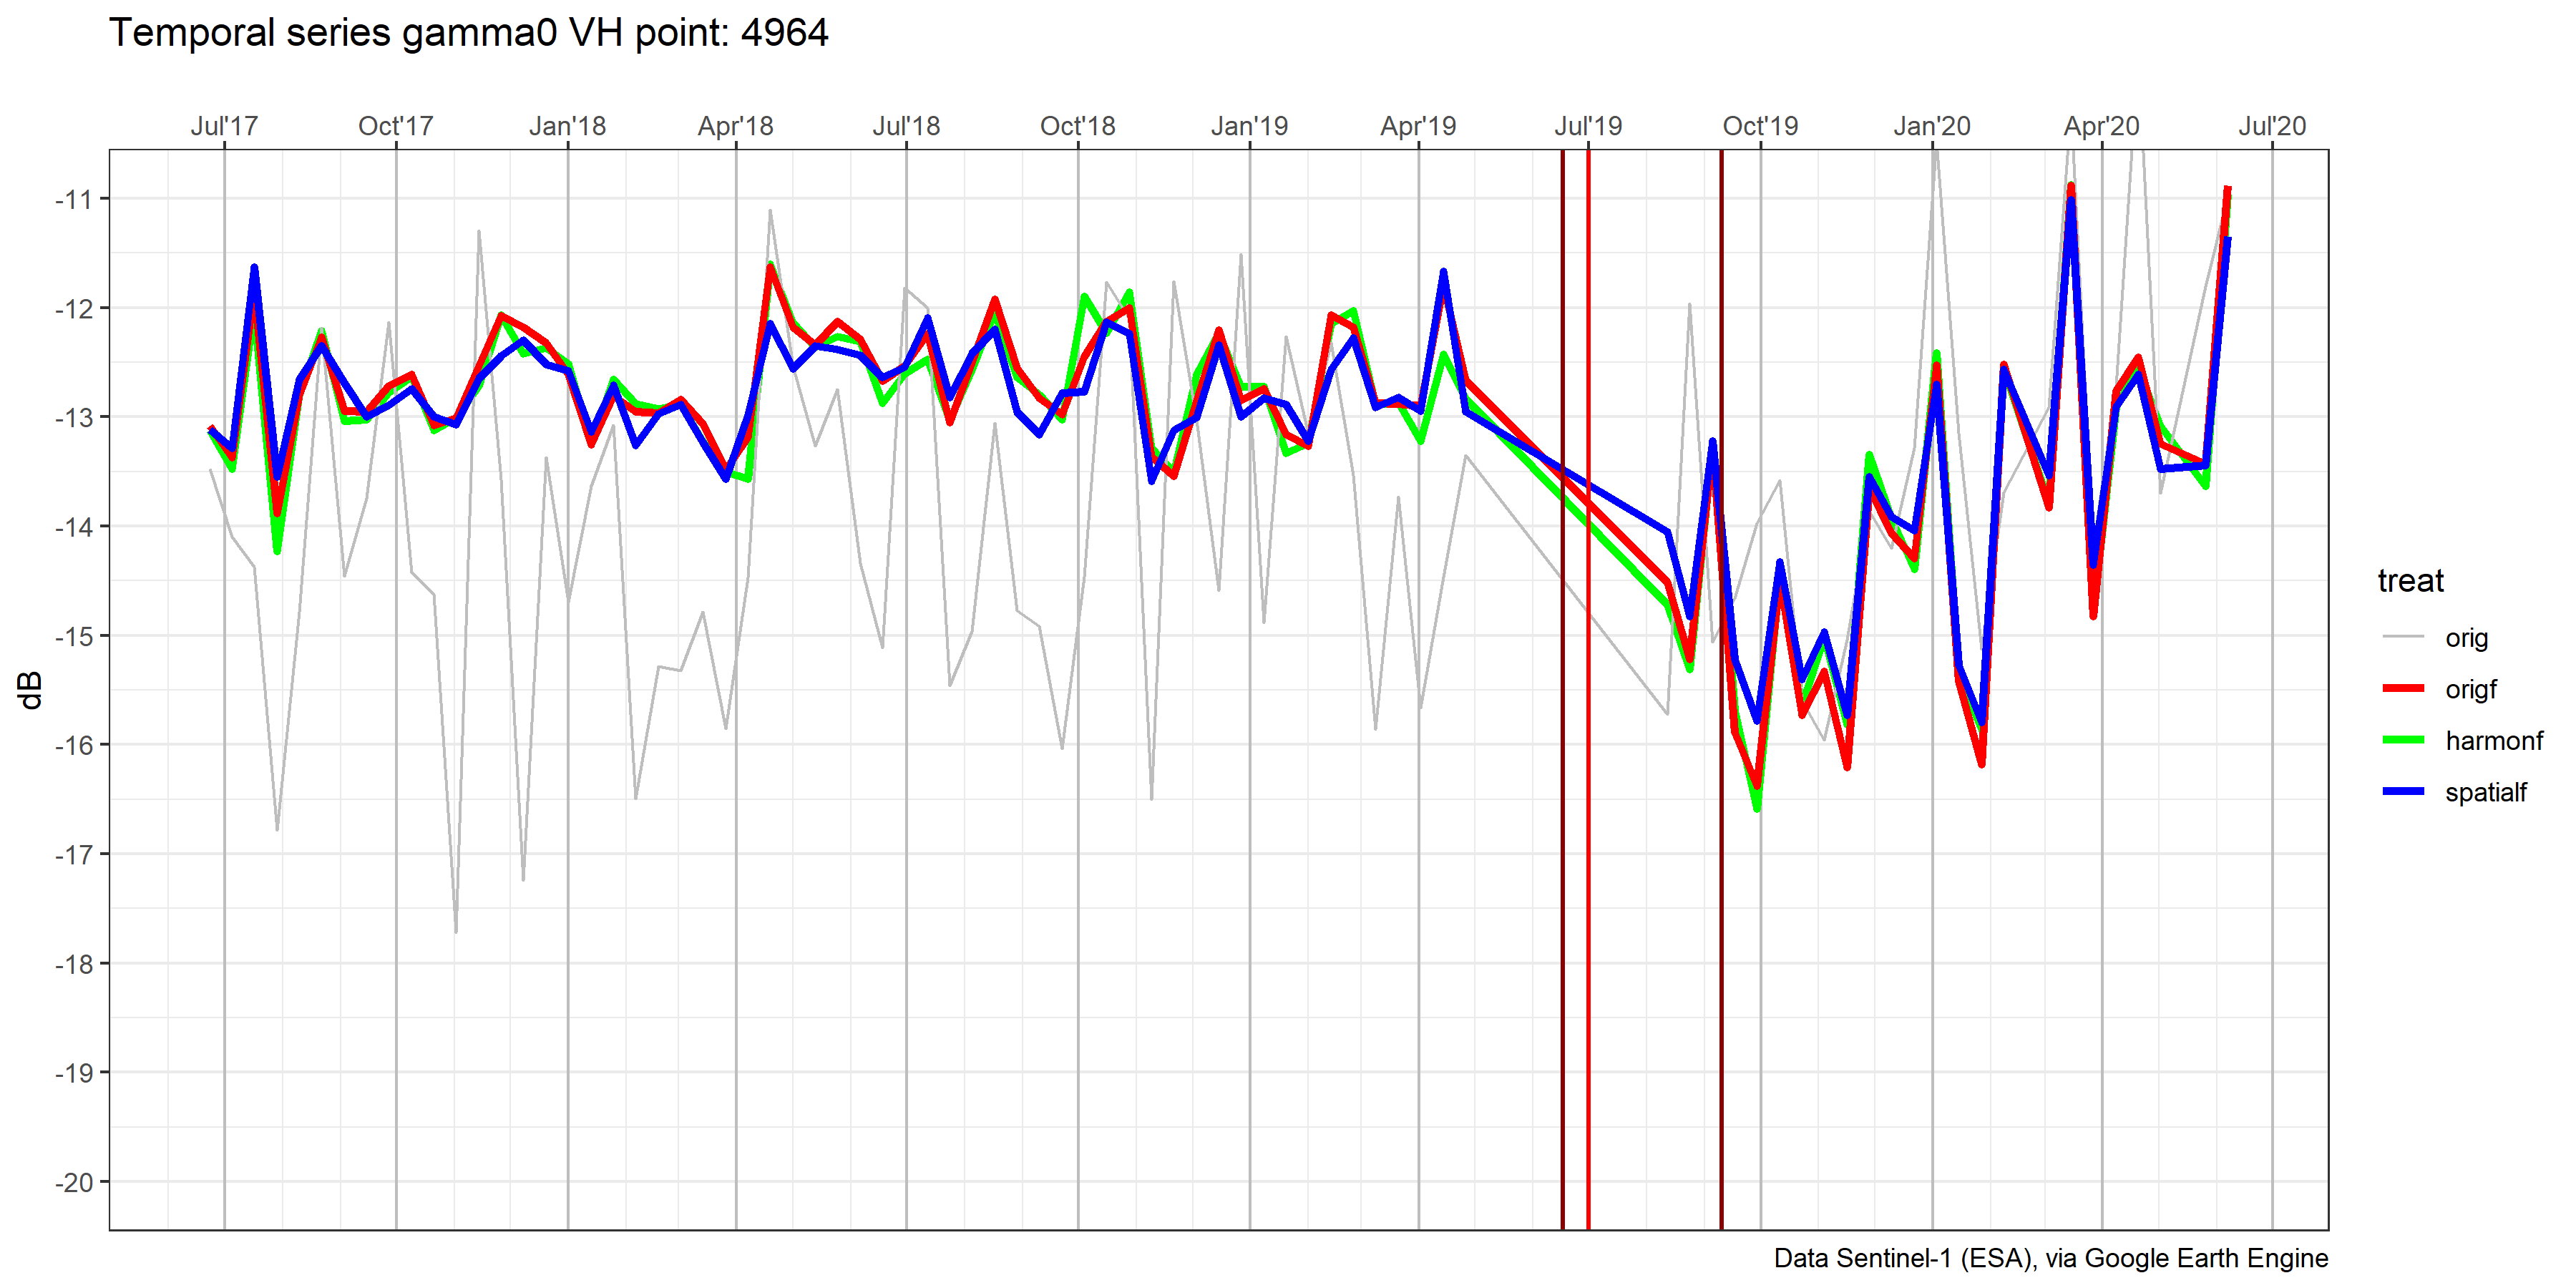 Temporal series gamma0 VH point: 4964
Jul'17 Oct'17 Jan'18 Apr'18 Jul'18 Oct'18 Jan'19 Apr'19 Jul'19 Oct'19 Jan'20 Apr'20 Jul'20
-11
-12
-13
-14
-15
-16
-17
-18
-19
-20
dB
treat
orig
origf
harmonf
spatialf
Data Sentinel-1 (ESA), via Google Earth Engine